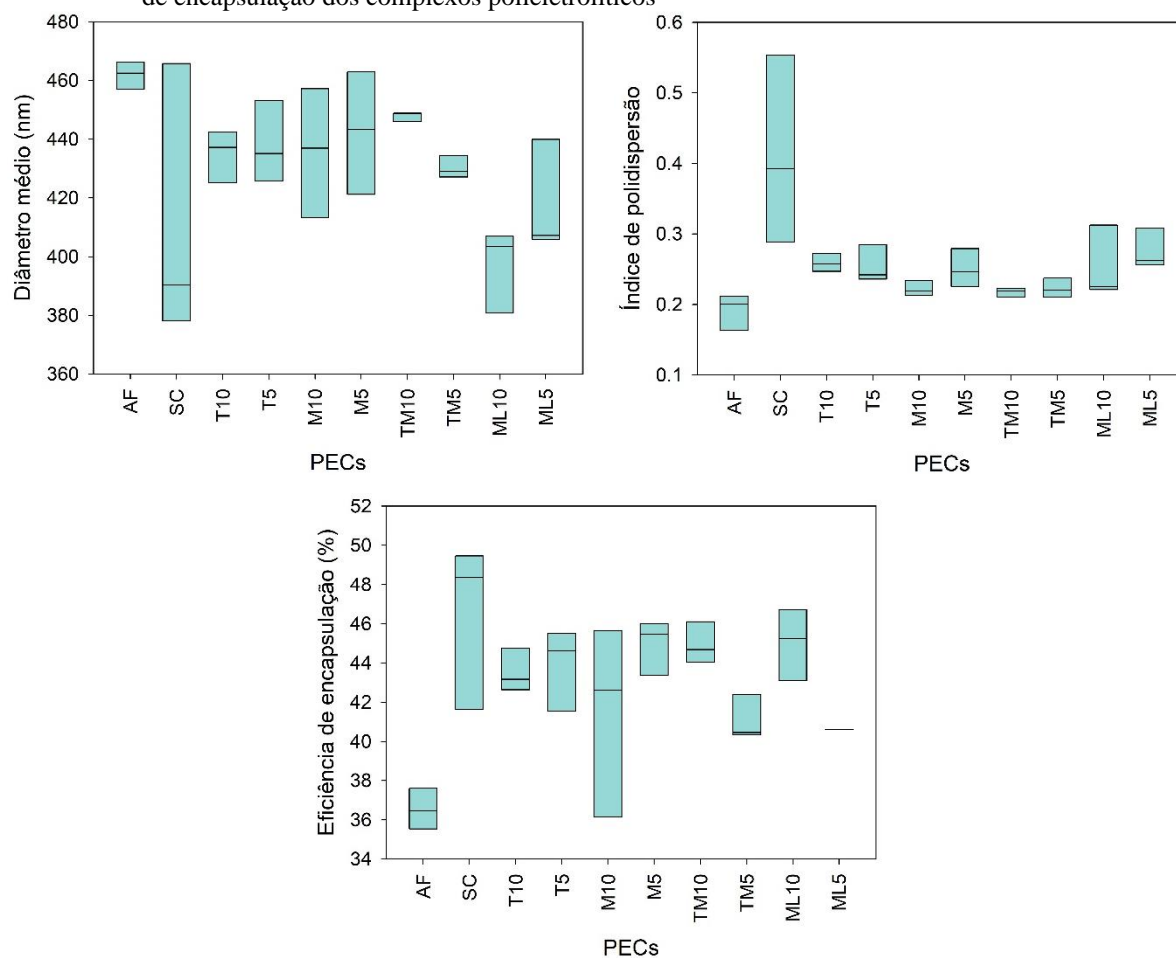 de encapsulação dos complexos polieletrolíticos
Diâmetro médio (nm)
480
460
440
420
400
380
360
AF
SC
T10
T5
M10
M5
TM10
TM5
ML10
ML5
PECs
Índice de polidispersão
0.6
0.5
0.4
0.3
0.2
0.1
AF
SC
T10
T5
M10
M5
TM10
TM5
ML10
ML5
PECs
Eficiência de encapsulação (%)
52
50
48
46
44
42
40
38
36
34
AF
SC
T10
T5
M10
M5
TM10
TM5
ML10
ML5
PECs